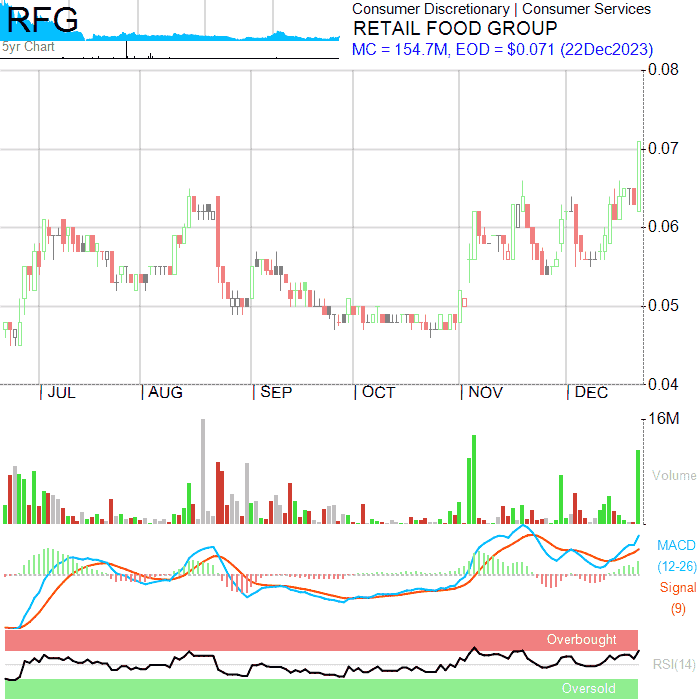 RFG
5yr Chart
Consumer Discretionary | Consumer Services
RETAIL FOOD GROUP
MC = 154.7M, EOD = $0.071 (22Dec2023)
0.08
0.07
0.06
0.05
0.04
JUL AUG SEP OCT NOV DEC
16M
Volume
MACD
(12-26)
Signal
(9)
Overbought
RSI(14)
Oversold